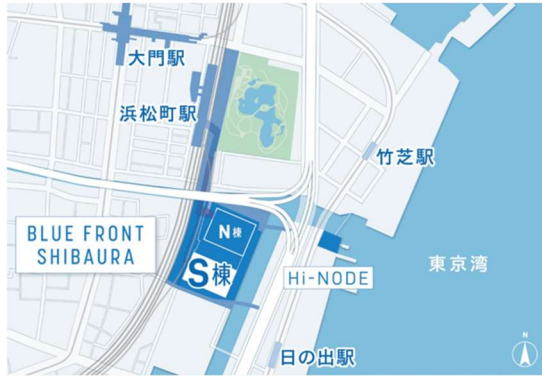 大門駅
浜松町駅
竹芝駅
BLUE FRONT
SHIBAURA
N棟
S棟
Hi-NODE
東京湾
日の出駅
N